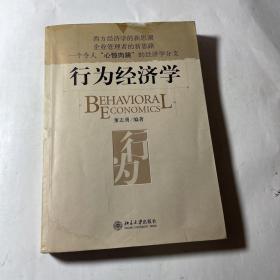 西方经济学的新思潮
企业管理者的新思路
一个令人“心惊肉跳”的经济学分支
行为经济学
BEHAVIORAL
ECONOMICS
董志勇/编著
行为
北京大学出版社